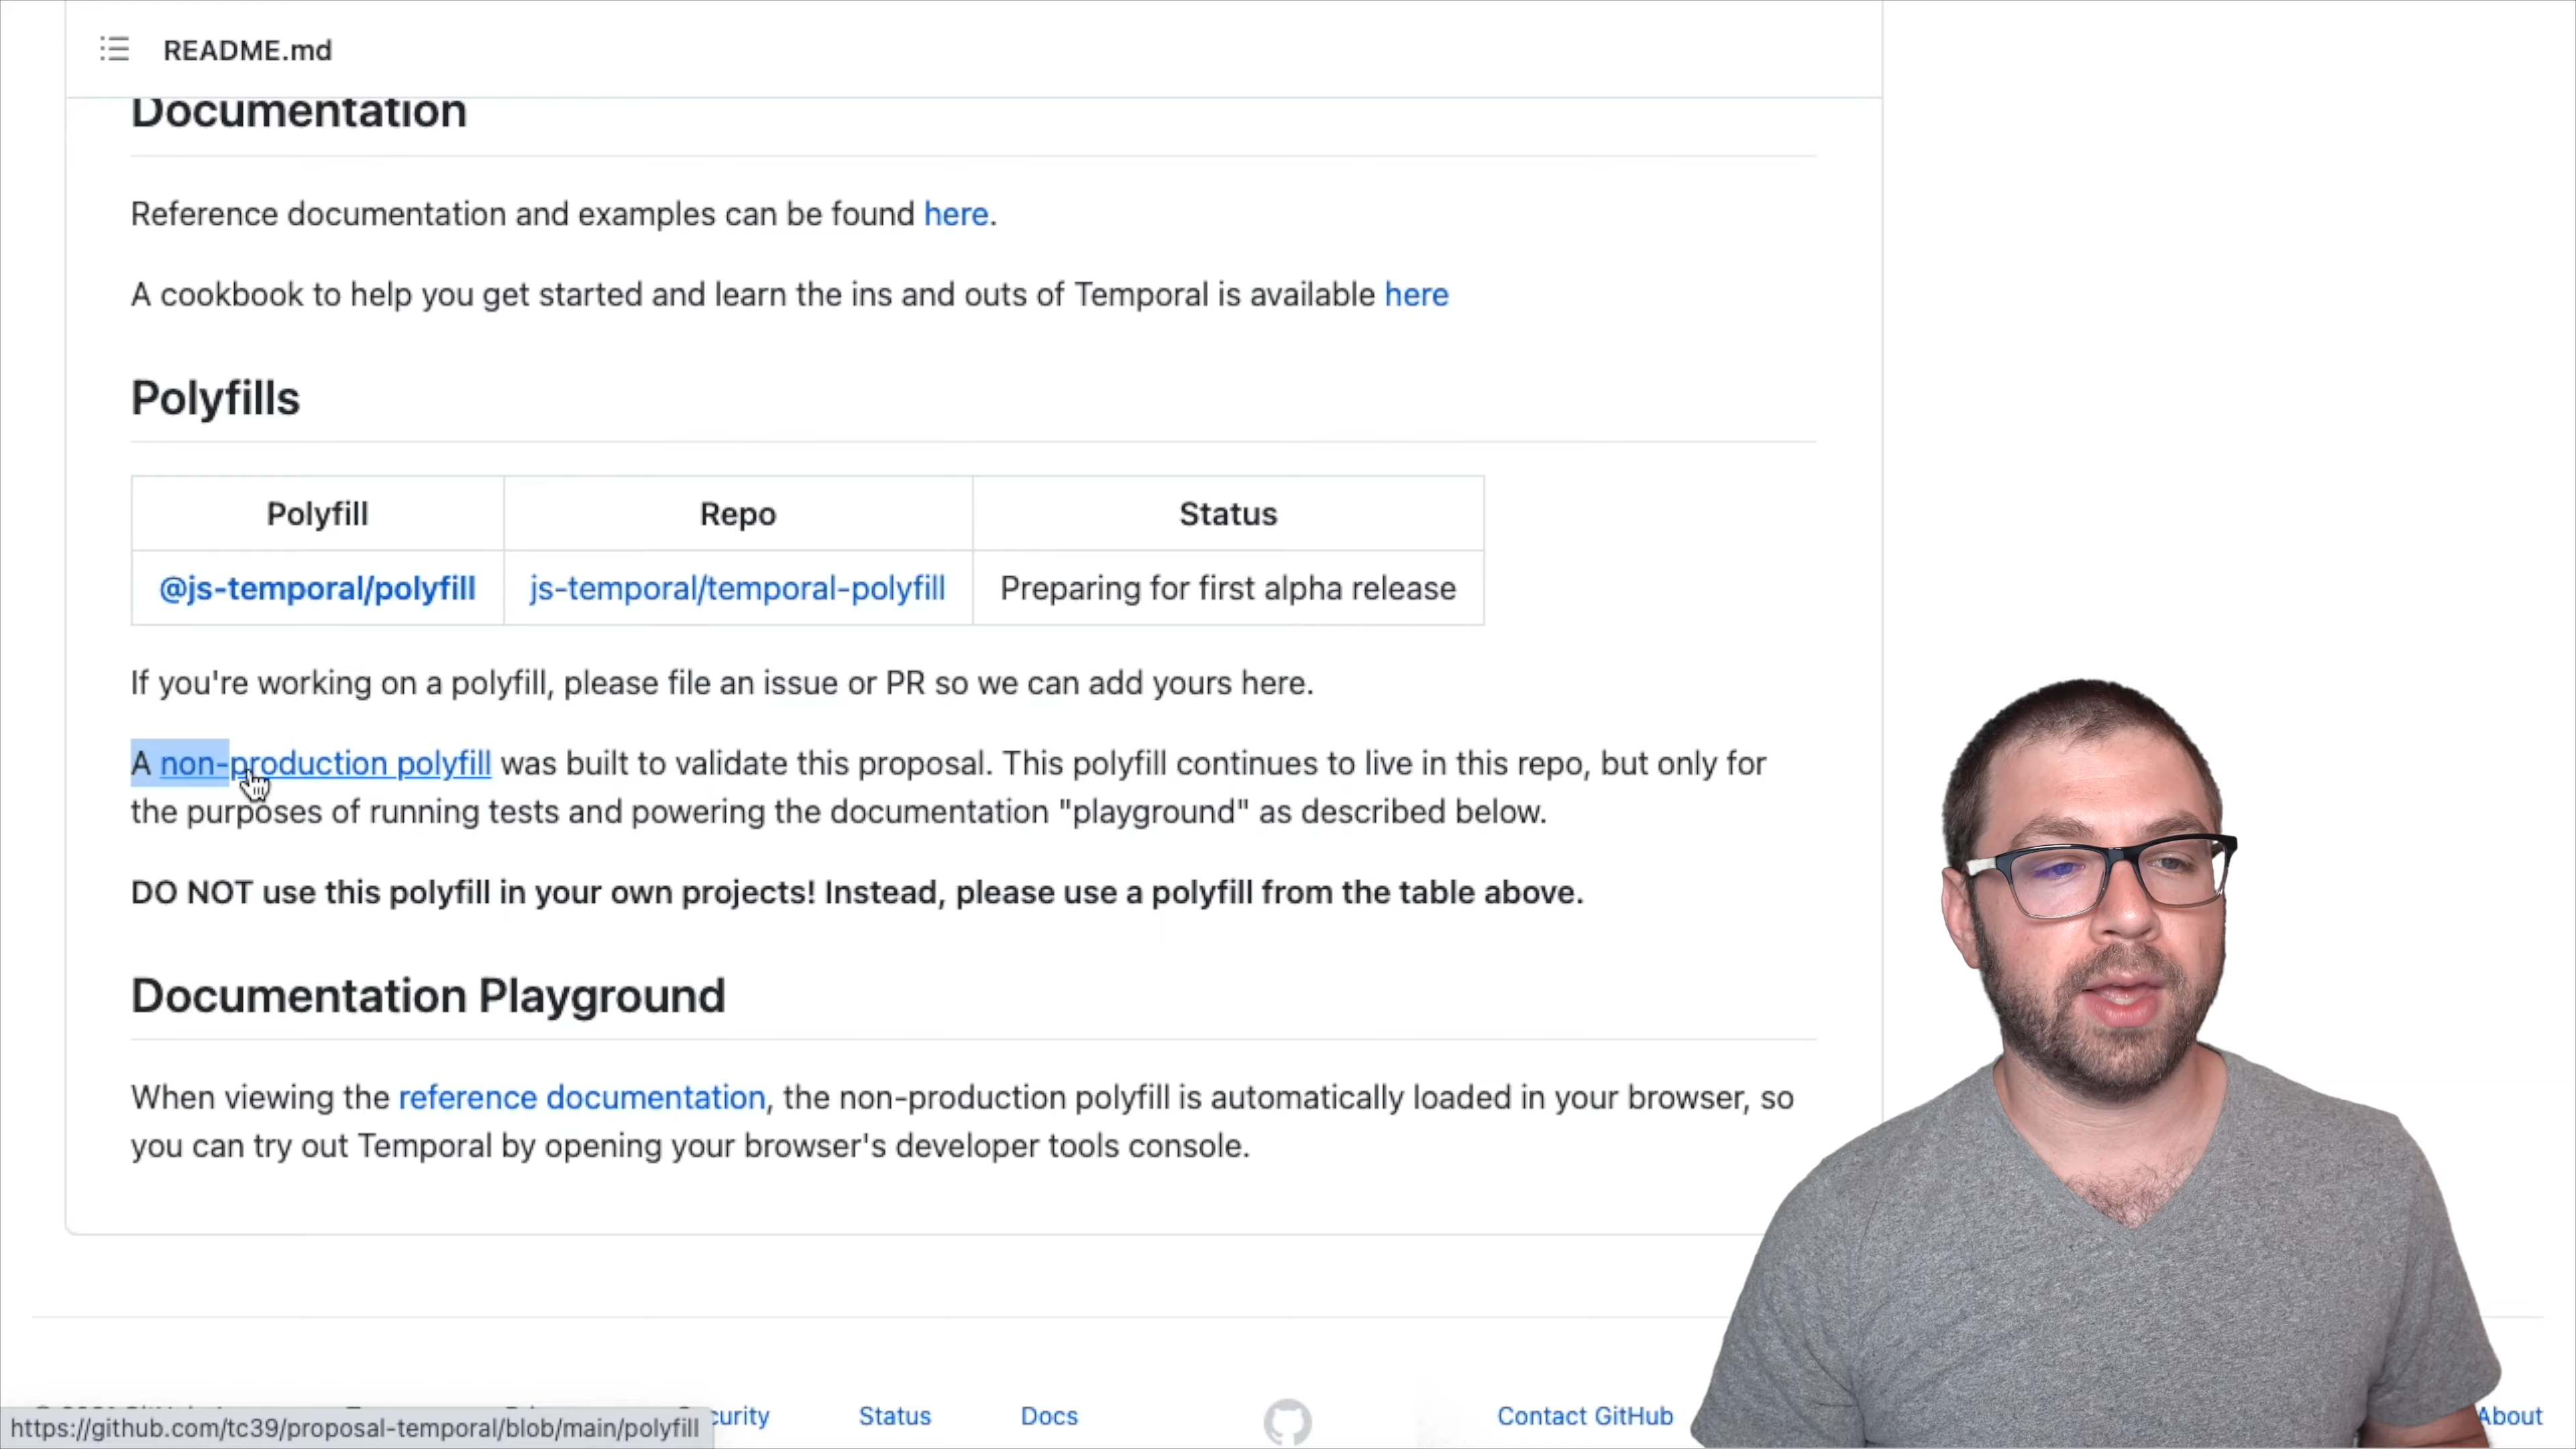 README.md
Documentation
Reference documentation and examples can be found here.
A cookbook to help you get started and learn the ins and outs of Temporal is available here
Polyfills
Polyfill Repo Status
@js-temporal/polyfill js-temporal/temporal-polyfill Preparing for first alpha release
If you're working on a polyfill, please file an issue or PR so we can add yours here.
A non-production polyfill was built to validate this proposal. This polyfill continues to live in this repo, but only for
the purposes of running tests and powering the documentation "playground" as described below.
DO NOT use this polyfill in your own projects! Instead, please use a polyfill from the table above.
Documentation Playground
When viewing the reference documentation, the non-production polyfill is automatically loaded in your browser, so
you can try out Temporal by opening your browser's developer tools console.
Status Docs Contact GitHub About
https://github.com/tc39/proposal-temporal/blob/main/polyfill